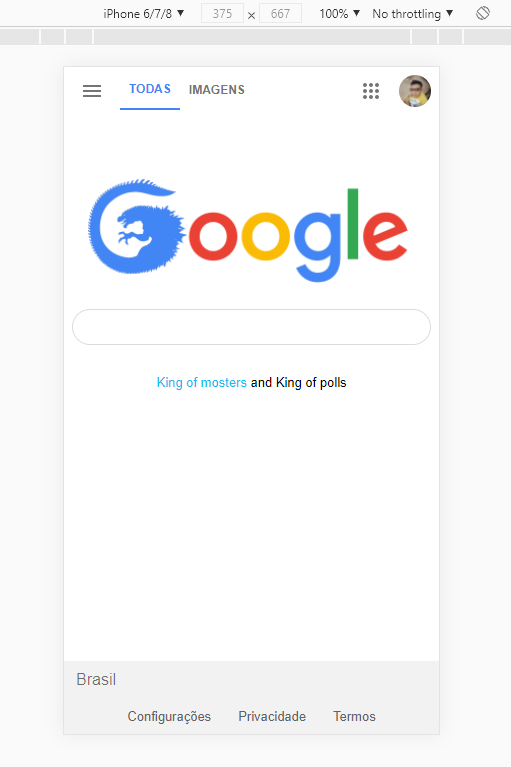 iPhone 6/7/8 ▼ 375 × 667 100% ▼ No throttling ▼
TODAS IMAGENS
Google
King of mosters and King of polls
Brasil
Configurações Privacidade Termos